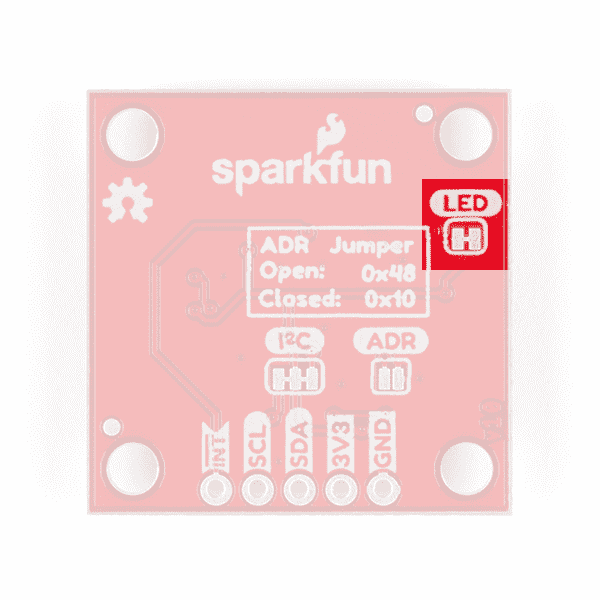 sparkfun
LED
ADR Jumper
Open: 0x48
Closed: 0x10
I²C
ADR
INT
SCL
SDA
3V3
GND